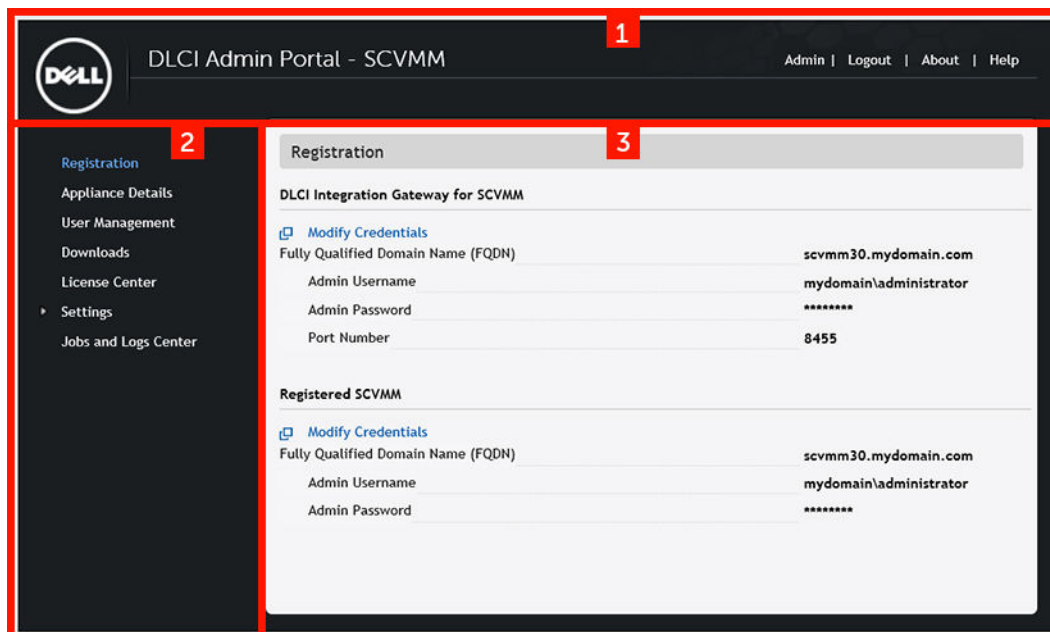 1
DELL
DLCI Admin Portal - SCVMM
Admin | Logout | About | Help
2
Registration
Appliance Details
User Management
Downloads
License Center
Settings
Jobs and Logs Center
3
Registration
DLCI Integration Gateway for SCVMM
Modify Credentials
Fully Qualified Domain Name (FQDN) scvmm30.mydomain.com
Admin Username mydomain\administrator
Admin Password ********
Port Number 8455
Registered SCVMM
Modify Credentials
Fully Qualified Domain Name (FQDN) scvmm30.mydomain.com
Admin Username mydomain\administrator
Admin Password ********